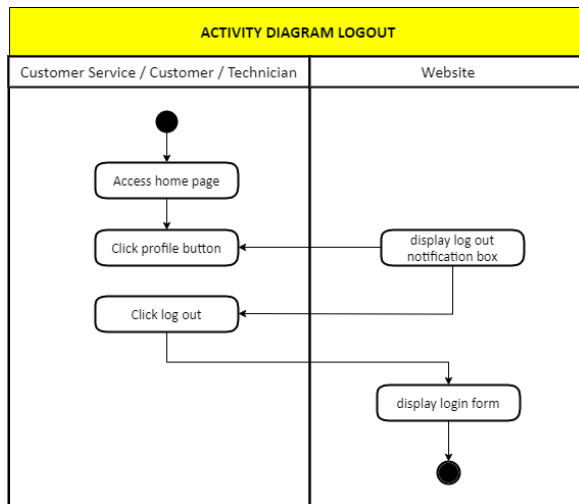 ACTIVITY DIAGRAM LOGOUT
Customer Service / Customer / Technician
Website
Access home page
Click profile button
display log out
notification box
Click log out
display login form